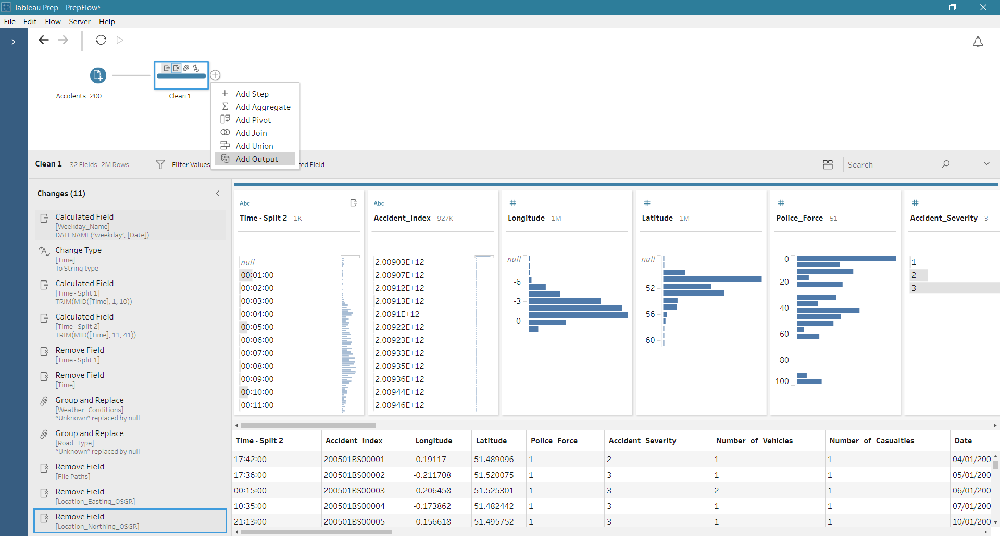 Tableau Prep - PrepFlow*
File Edit Flow Server Help
Accidents_200...
Clean 1
Add Step
Add Aggregate
Add Pivot
Add Join
Add Union
Add Output
Clean 1 32 Fields 2M Rows Filter Values ted Field... Search
Changes (11)
Calculated Field
[Weekday_Name]
DATENAME('weekday', [Date])
Change Type
[Time]
To String type
Calculated Field
[Time - Split 1]
TRIM(MID([Time], 1, 10))
Calculated Field
[Time - Split 2]
TRIM(MID([Time], 11, 41))
Remove Field
[Time - Split 1]
Remove Field
[Time]
Group and Replace
[Weather_Conditions]
“Unknown” replaced by null
Group and Replace
[Road_Type]
“Unknown” replaced by null
Remove Field
[File Paths]
Remove Field
[Location_Easting_OSGR]
Remove Field
[Location_Northing_OSGR]
Abc
Time - Split 2 1K
null
00:01:00
00:02:00
00:03:00
00:04:00
00:05:00
00:06:00
00:07:00
00:08:00
00:09:00
00:10:00
00:11:00
Abc
Accident_Index 927K
2.00903E+12
2.00907E+12
2.00912E+12
2.00913E+12
2.0091E+12
2.00922E+12
2.00923E+12
2.00933E+12
2.00935E+12
2.00936E+12
2.00944E+12
2.00946E+12
#
Longitude 1M
null
-6
-3
0
#
Latitude 1M
null
52
56
60
#
Police_Force 51
0
20
40
60
80
100
#
Accident_Severity 3
1
2
3
Time - Split 2 Accident_Index Longitude Latitude Police_Force Accident_Severity Number_of_Vehicles Number_of_Casualties Date
17:42:00 200501BS00001 -0.19117 51.489096 1 2 1 1 04/01/200
17:36:00 200501BS00002 -0.211708 51.520075 1 3 1 1 05/01/200
00:15:00 200501BS00003 -0.206458 51.525301 1 3 2 1 06/01/200
10:35:00 200501BS00004 -0.173862 51.482442 1 3 1 1 07/01/200
21:13:00 200501BS00005 -0.156618 51.495752 1 3 1 1 10/01/200